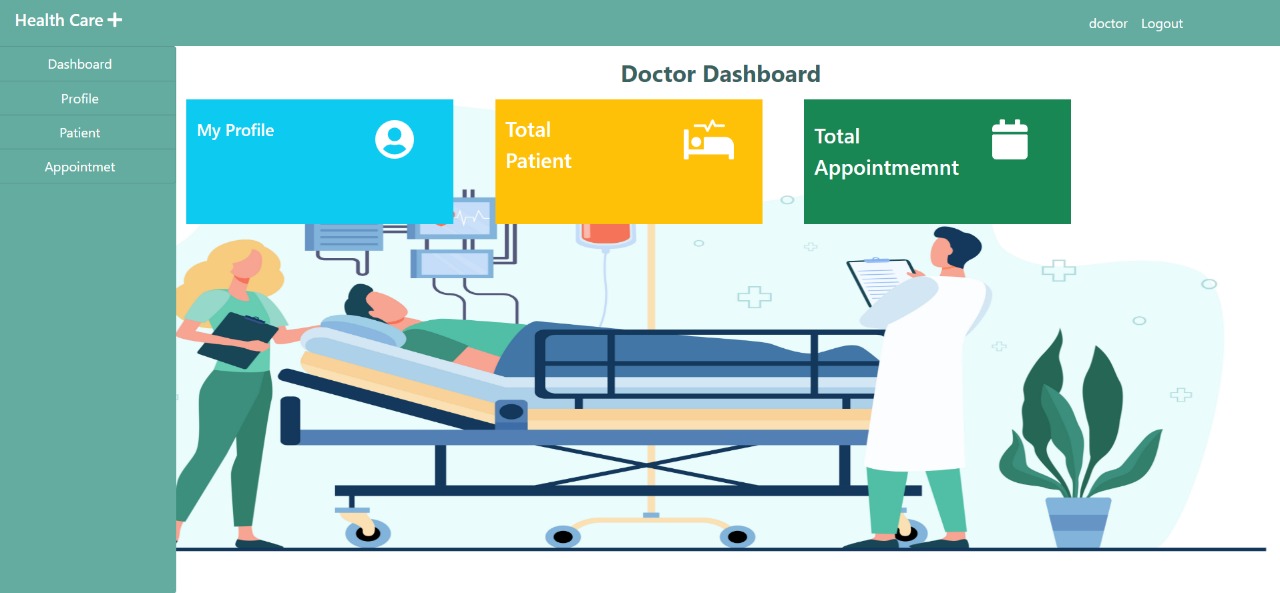 Health Care
doctor Logout
Dashboard
Profile
Patient
Appointmet
Doctor Dashboard
My Profile
Total
Patient
Total
Appointmemnt